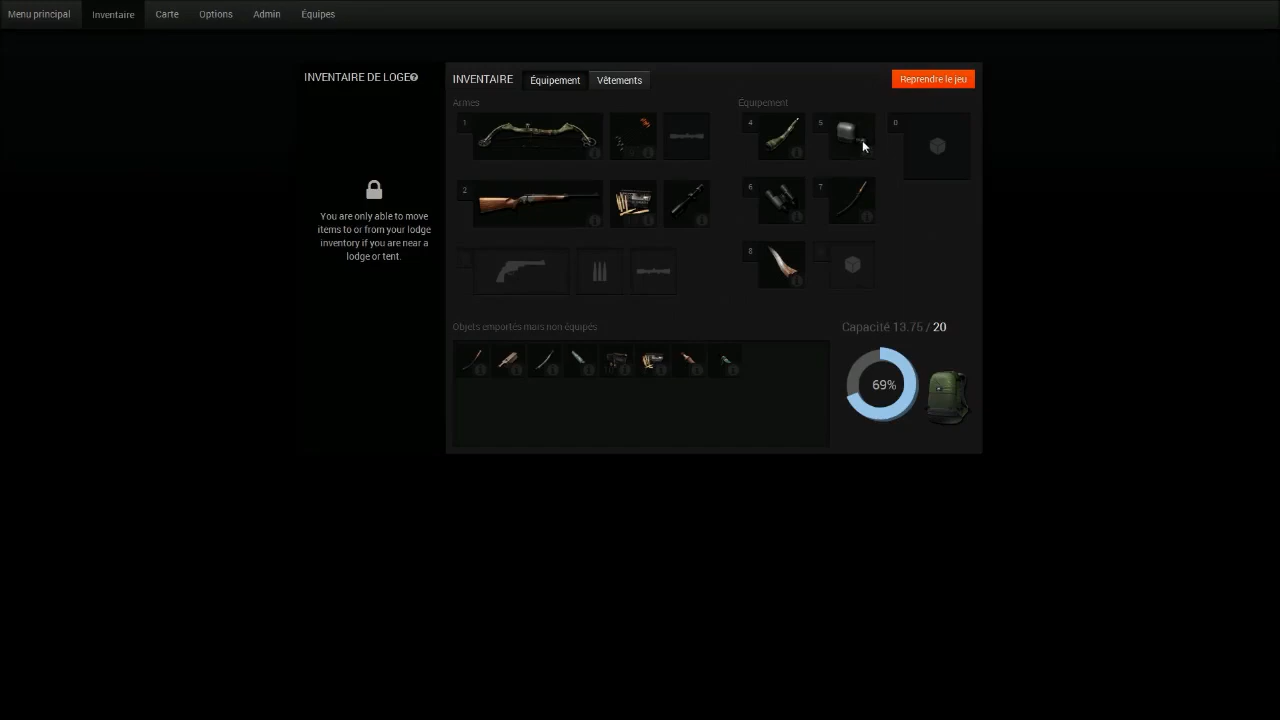 Menu principal
Inventaire
Carte
Options
Admin
Équipes
INVENTAIRE DE LOGE
INVENTAIRE
Équipement
Vêtements
Reprendre le jeu
Armes
Équipement
1
4
5
0
2
6
7
8
You are only able to move
items to or from your lodge
inventory if you are near a
lodge or tent.
Objets emportés mais non équipés
Capacité 13.75 / 20
69%